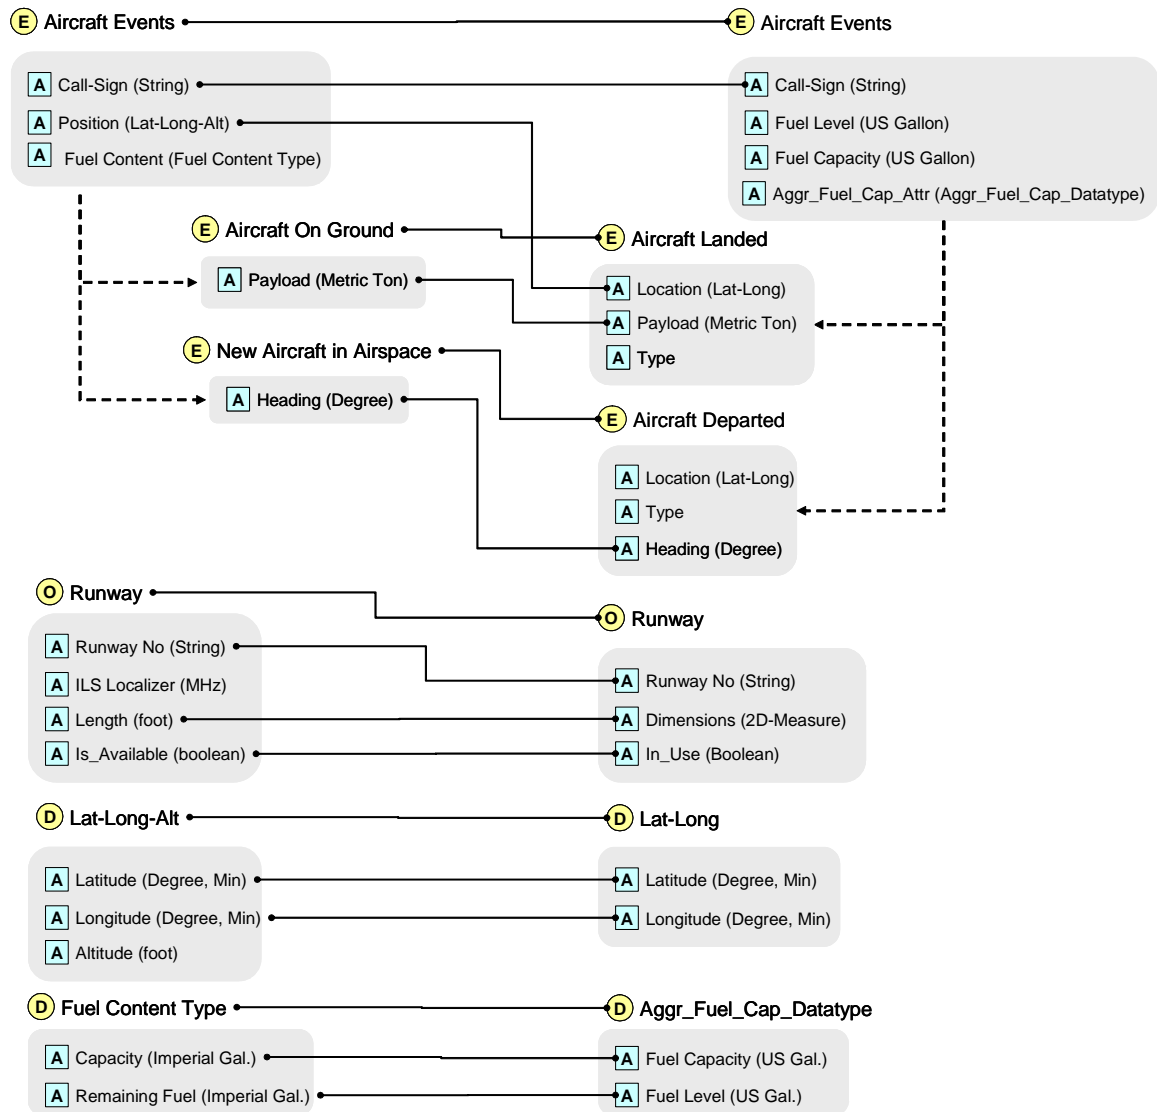 E Aircraft Events
E Aircraft Events
A Call-Sign (String)
A Call-Sign (String)
A Position (Lat-Long-Alt)
A Fuel Level (US Gallon)
A Fuel Content (Fuel Content Type)
A Fuel Capacity (US Gallon)
A Aggr_Fuel_Cap_Attr (Aggr_Fuel_Cap_Datatype)
E Aircraft On Ground
E Aircraft Landed
A Payload (Metric Ton)
A Location (Lat-Long)
A Payload (Metric Ton)
E New Aircraft in Airspace
A Type
A Heading (Degree)
E Aircraft Departed
A Location (Lat-Long)
A Type
A Heading (Degree)
O Runway
O Runway
A Runway No (String)
A Runway No (String)
A ILS Localizer (MHz)
A Length (foot)
A Dimensions (2D-Measure)
A Is_Available (boolean)
A In_Use (Boolean)
D Lat-Long-Alt
D Lat-Long
A Latitude (Degree, Min)
A Latitude (Degree, Min)
A Longitude (Degree, Min)
A Longitude (Degree, Min)
A Altitude (foot)
D Fuel Content Type
D Aggr_Fuel_Cap_Datatype
A Capacity (Imperial Gal.)
A Fuel Capacity (US Gal.)
A Remaining Fuel (Imperial Gal.)
A Fuel Level (US Gal.)